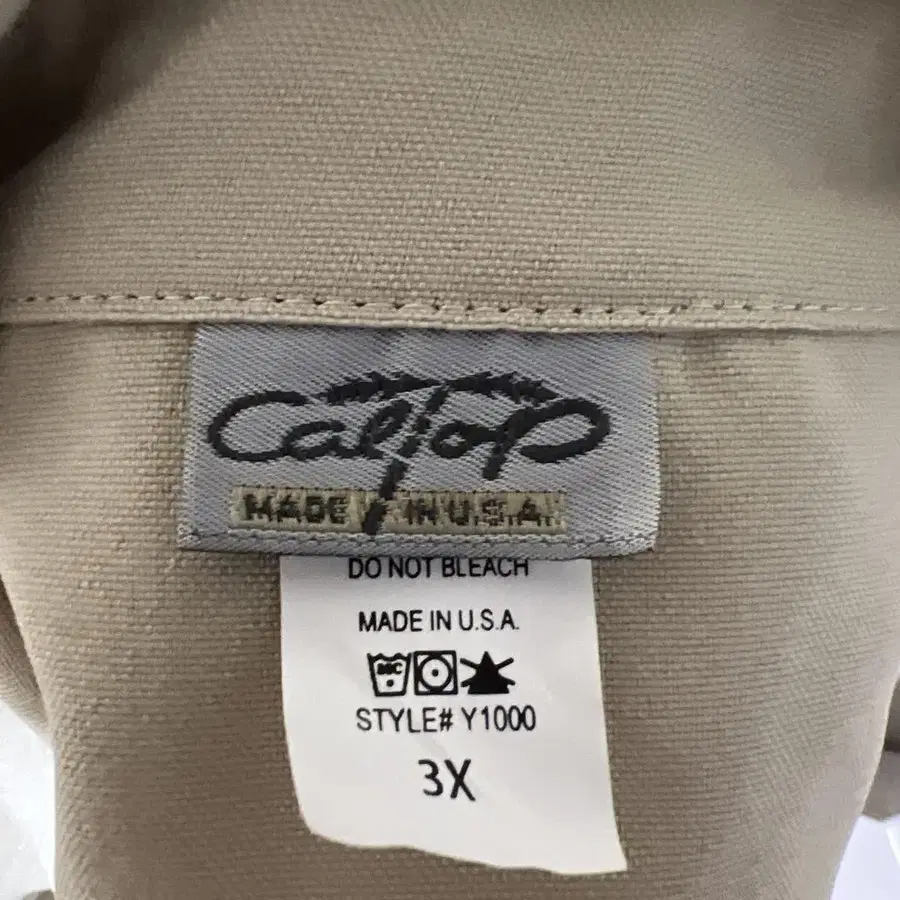 CalTop
MADE IN U.S.A.
DO NOT BLEACH
MADE IN U.S.A.
STYLE# Y1000
3X